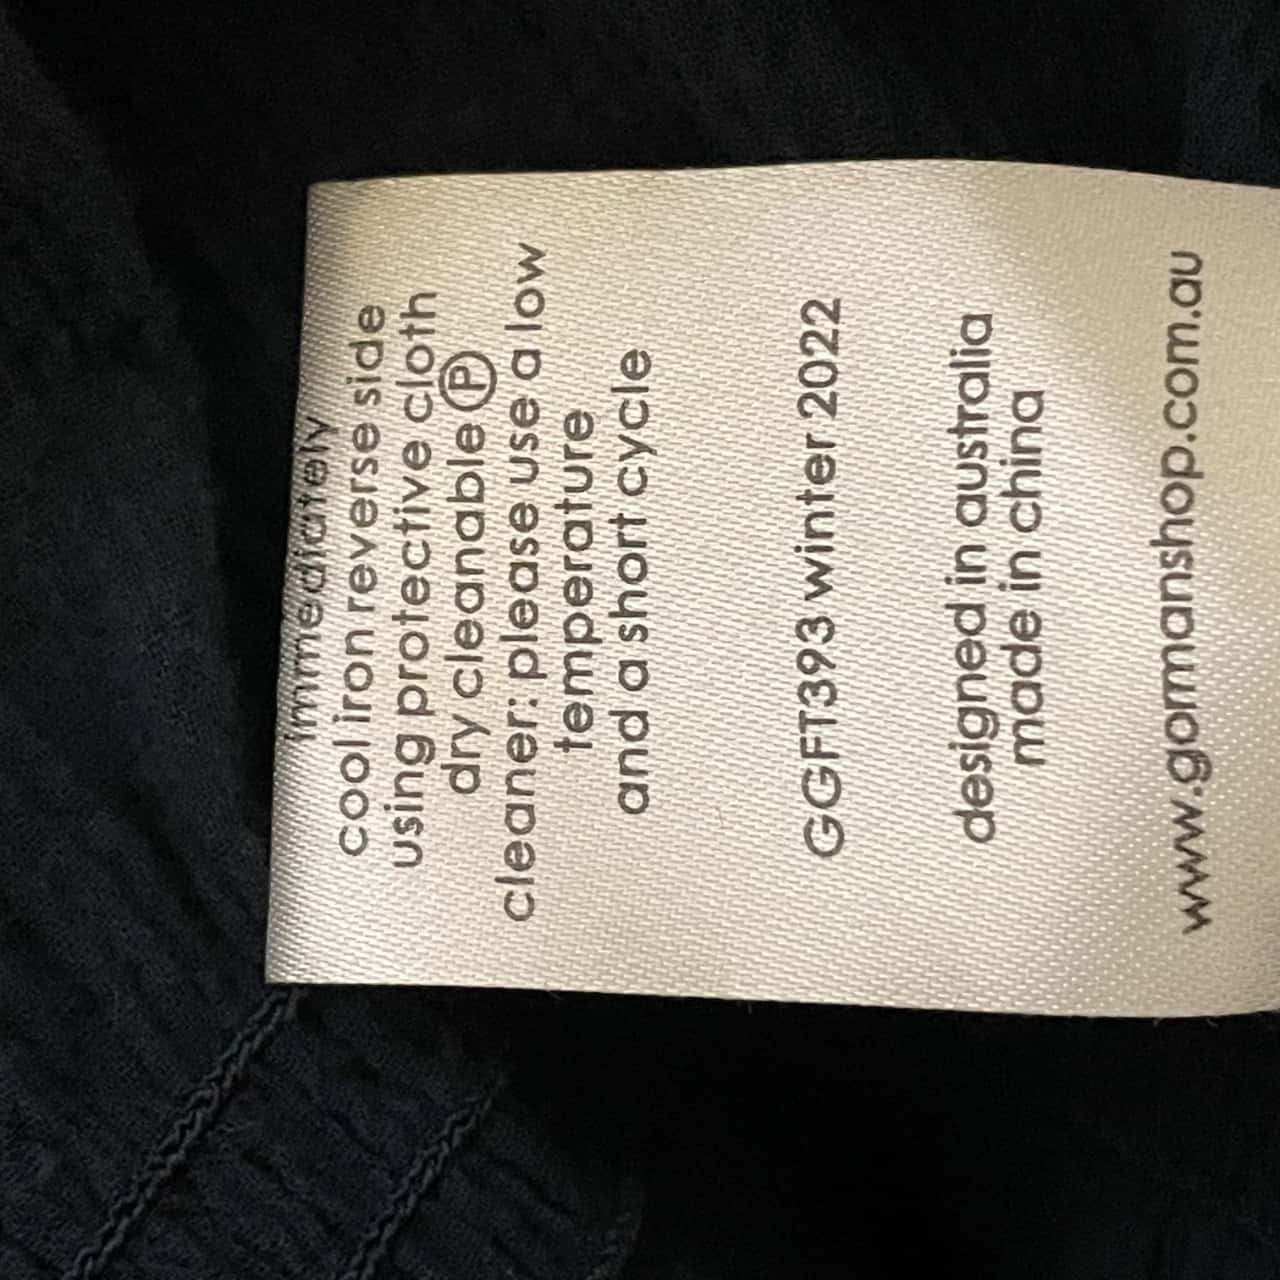 immediately
cool iron reverse side
using protective cloth
dry cleanable Ⓟ
cleaner: please use a low
temperature
and a short cycle
GGFT393 winter 2022
designed in australia
made in china
www.gormanshop.com.au